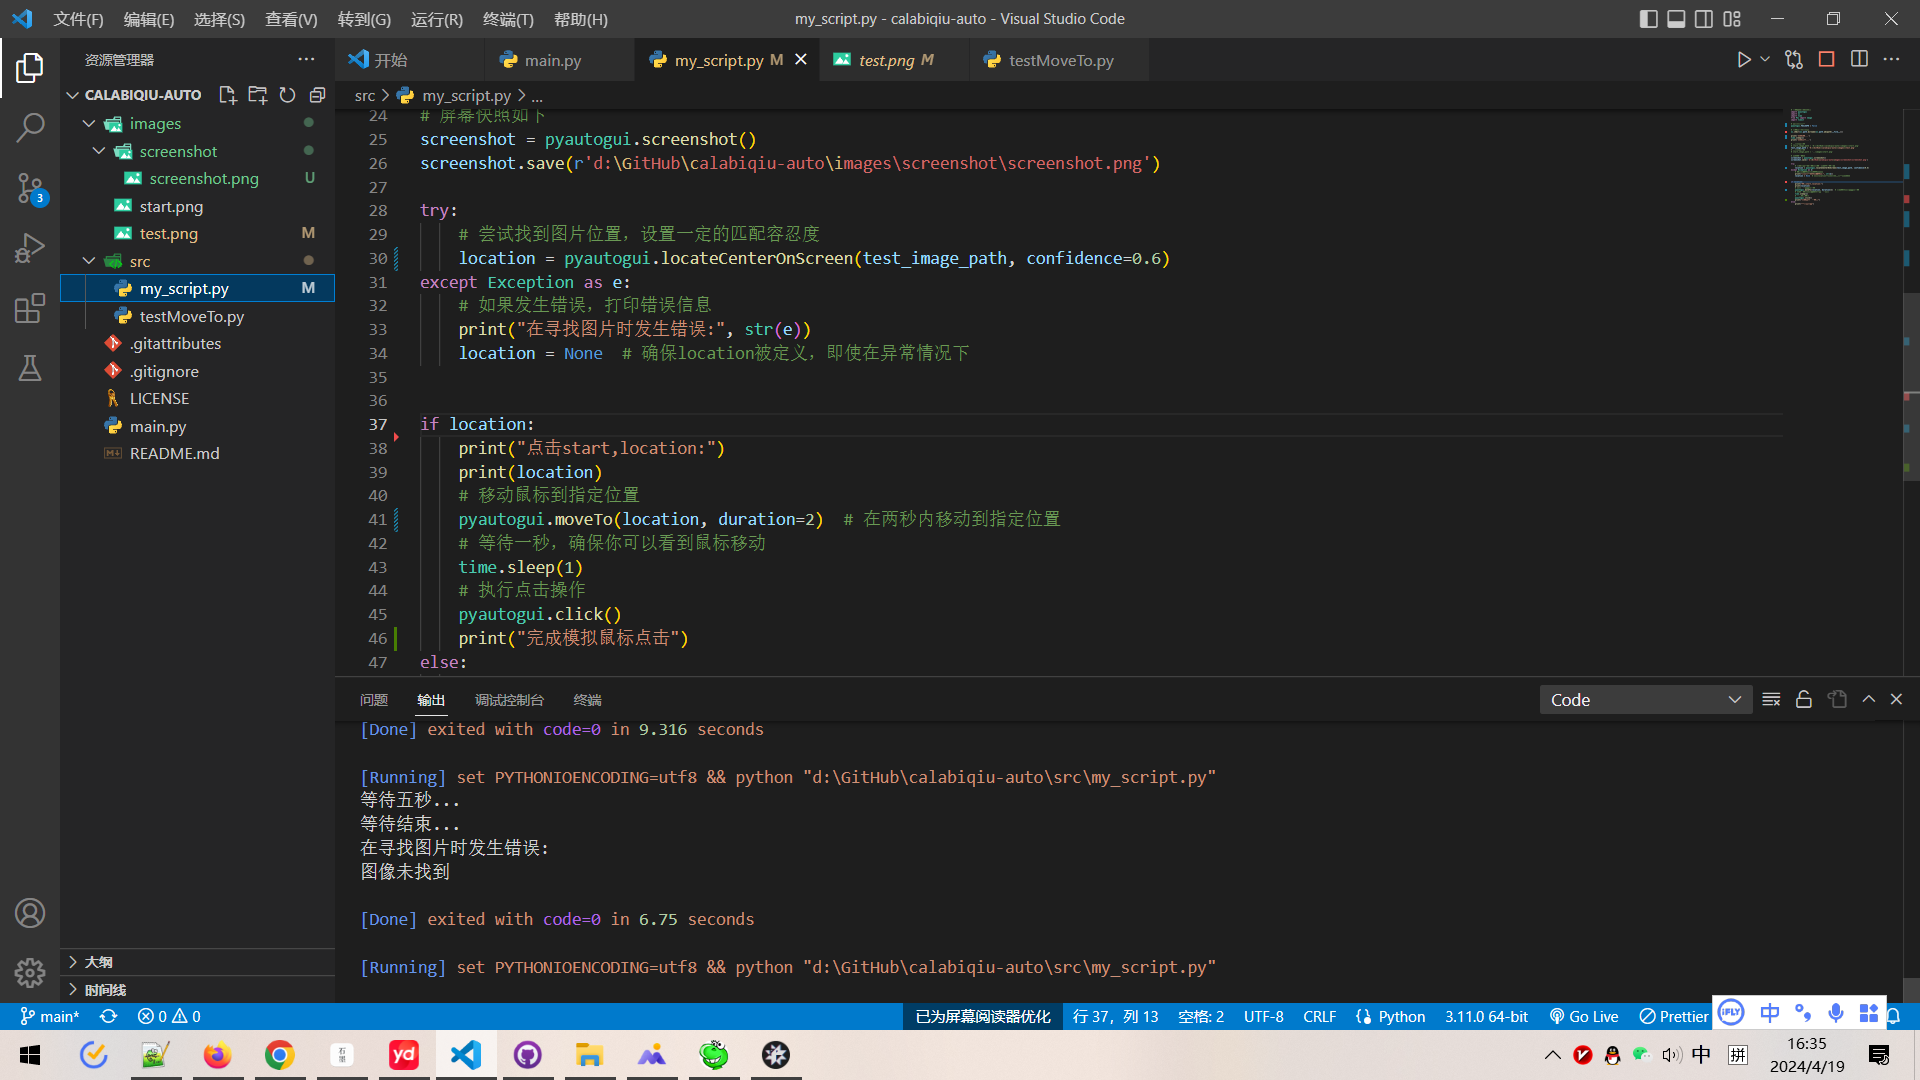 文件(F) 编辑(E) 选择(S) 查看(V) 转到(G) 运行(R) 终端(T) 帮助(H) my_script.py - calabiqiu-auto - Visual Studio Code
资源管理器
开始 main.py my_script.py M test.png M testMoveTo.py
CALABIQIU-AUTO
images
screenshot
screenshot.png U
start.png
test.png M
src
my_script.py M
testMoveTo.py
.gitattributes
.gitignore
LICENSE
main.py
README.md
3
大纲
时间线
src > my_script.py > ...
24 # 屏幕快照如下
25 screenshot = pyautogui.screenshot()
26 screenshot.save(r'd:\GitHub\calabiqiu-auto\images\screenshot\screenshot.png')
27
28 try:
29 # 尝试找到图片位置，设置一定的匹配容忍度
30 location = pyautogui.locateCenterOnScreen(test_image_path, confidence=0.6)
31 except Exception as e:
32 # 如果发生错误，打印错误信息
33 print("在寻找图片时发生错误:", str(e))
34 location = None  # 确保location被定义，即使在异常情况下
35
36
37 if location:
38 print("点击start,location:")
39 print(location)
40 # 移动鼠标到指定位置
41 pyautogui.moveTo(location, duration=2)  # 在两秒内移动到指定位置
42 # 等待一秒，确保你可以看到鼠标移动
43 time.sleep(1)
44 # 执行点击操作
45 pyautogui.click()
46 print("完成模拟鼠标点击")
47 else:
问题 输出 调试控制台 终端 Code
[Done] exited with code=0 in 9.316 seconds
[Running] set PYTHONIOENCODING=utf8 && python "d:\GitHub\calabiqiu-auto\src\my_script.py"
等待五秒...
等待结束...
在寻找图片时发生错误:
图像未找到
[Done] exited with code=0 in 6.75 seconds
[Running] set PYTHONIOENCODING=utf8 && python "d:\GitHub\calabiqiu-auto\src\my_script.py"
main* 0 0 已为屏幕阅读器优化 行 37，列 13 空格: 2 UTF-8 CRLF Python 3.11.0 64-bit Go Live Prettier iFLY 中
yd 中 拼 16:35
2024/4/19